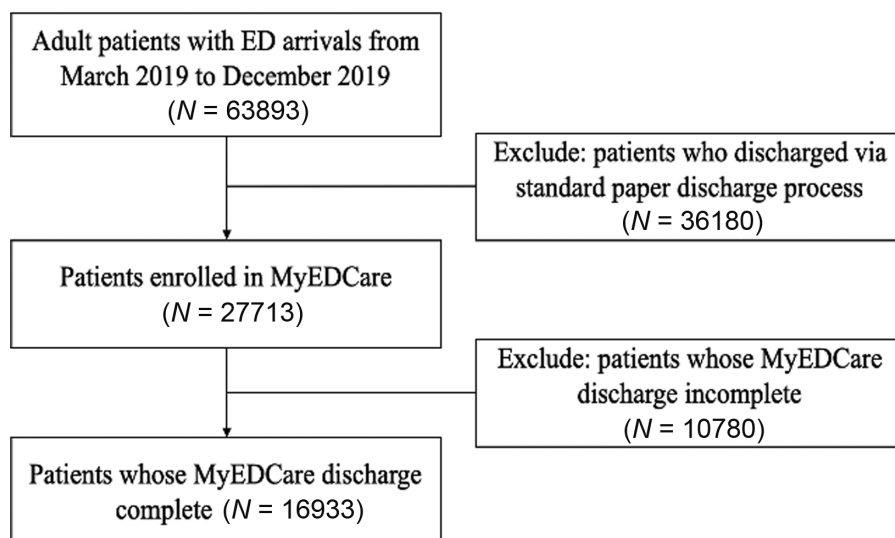 Adult patients with ED arrivals from
March 2019 to December 2019
(N = 63893)
Exclude: patients who discharged via
standard paper discharge process
(N = 36180)
Patients enrolled in MyEDCare
(N = 27713)
Exclude: patients whose MyEDCare
discharge incomplete
(N = 10780)
Patients whose MyEDCare discharge
complete (N = 16933)